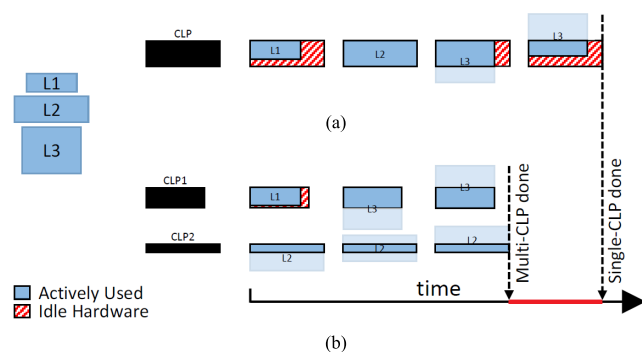 CLP
L1
L2
L3
L3
L1
L2
L3
(a)
CLP1
L1
L3
L3
CLP2
L2
L2
L2
Multi-CLP done
Single-CLP done
Actively Used
Idle Hardware
time
(b)